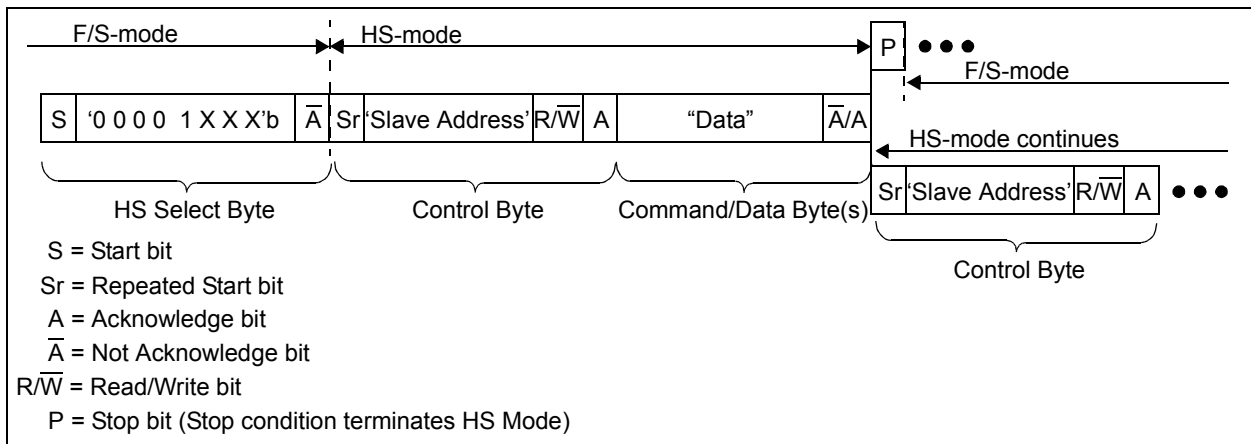 F/S-mode HS-mode
P •••
F/S-mode
S ‘0 0 0 0 1 X X X’b A̅ Sr ‘Slave Address’ R/W̅ A “Data” A̅/A
HS-mode continues
Sr ‘Slave Address’ R/W̅ A •••
HS Select Byte Control Byte Command/Data Byte(s)
Control Byte
S = Start bit
Sr = Repeated Start bit
A = Acknowledge bit
A̅ = Not Acknowledge bit
R/W̅ = Read/Write bit
P = Stop bit (Stop condition terminates HS Mode)